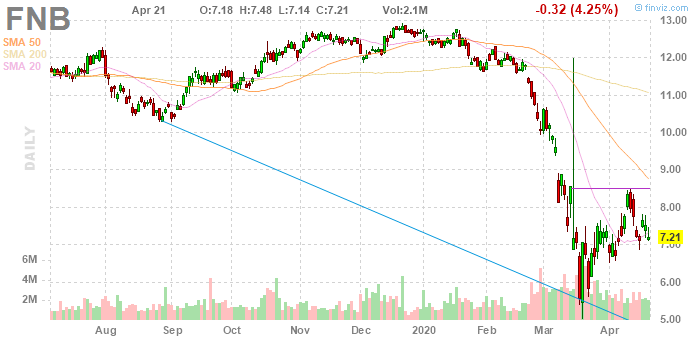 FNB
Apr 21 O:7.18 H:7.48 L:7.14 C:7.21 Vol:2.1M
-0.32 (4.25%)
© finviz.com
SMA 50
SMA 200
SMA 20
DAILY
13.00
12.00
11.00
10.00
9.00
8.00
7.00
7.21
6.00
5.00
6M
4M
2M
Aug Sep Oct Nov Dec 2020 Feb Mar Apr